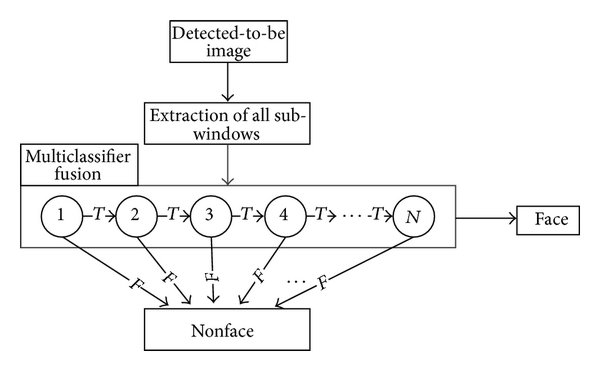 Detected-to-be
image
Extraction of all sub-
windows
Multiclassifier
fusion
1 T 2 T 3 T 4 T ··· T N
Face
F F F F ··· F
Nonface